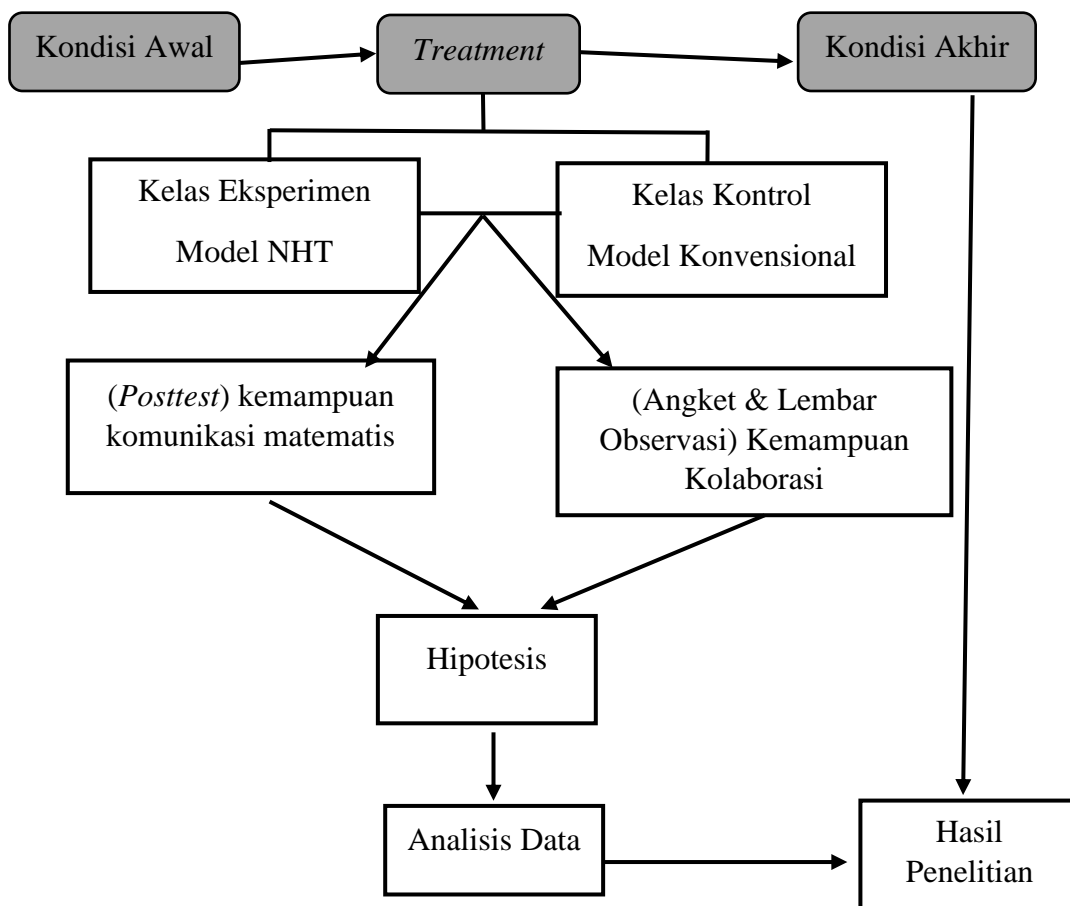 Kondisi Awal
Treatment
Kondisi Akhir
Kelas Eksperimen
Model NHT
Kelas Kontrol
Model Konvensional
(Posttest) kemampuan
komunikasi matematis
(Angket & Lembar
Observasi) Kemampuan
Kolaborasi
Hipotesis
Analisis Data
Hasil
Penelitian